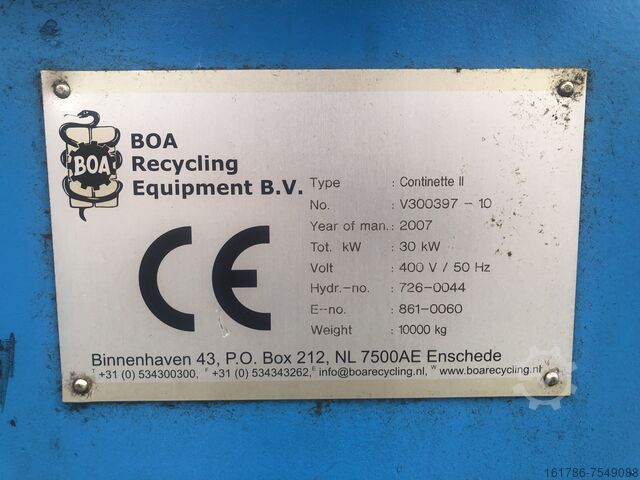 BOA
BOA
Recycling
Equipment B.V.
CE
Type : Continette II
No. : V300397 - 10
Year of man. : 2007
Tot. kW : 30 kW
Volt : 400 V / 50 Hz
Hydr.-no. : 726-0044
E-no. : 861-0060
Weight : 10000 kg
Binnenhaven 43, P.O. Box 212, NL 7500AE Enschede
T +31 (0) 534300300, F +31 (0) 534343262, E info@boarecycling.nl, W www.boarecycling.nl
161786-7549088